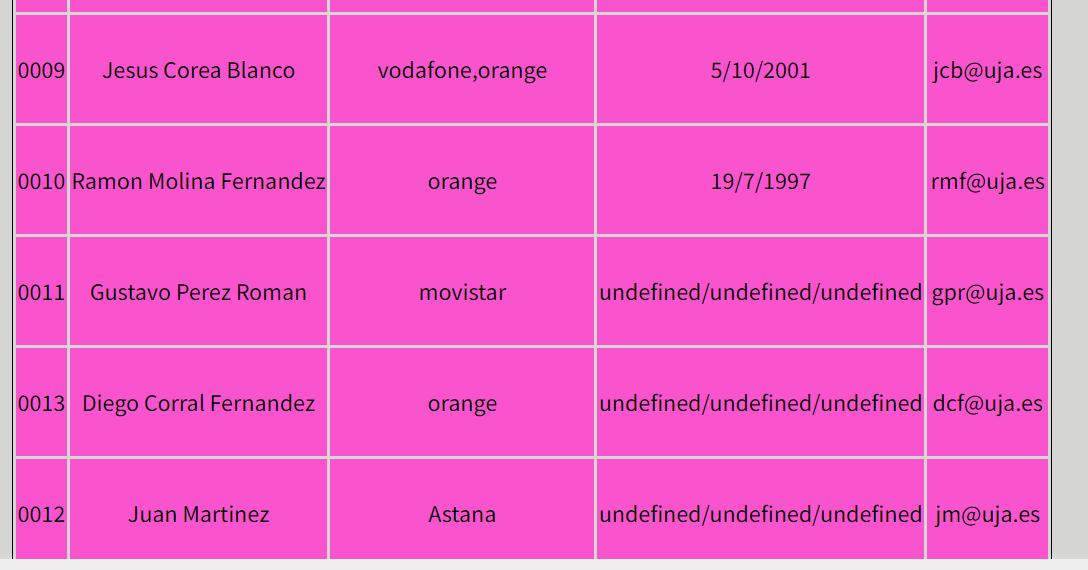 0009 Jesus Corea Blanco vodafone,orange 5/10/2001 jcb@uja.es
0010 Ramon Molina Fernandez orange 19/7/1997 rmf@uja.es
0011 Gustavo Perez Roman movistar undefined/undefined/undefined gpr@uja.es
0013 Diego Corral Fernandez orange undefined/undefined/undefined dcf@uja.es
0012 Juan Martinez Astana undefined/undefined/undefined jm@uja.es